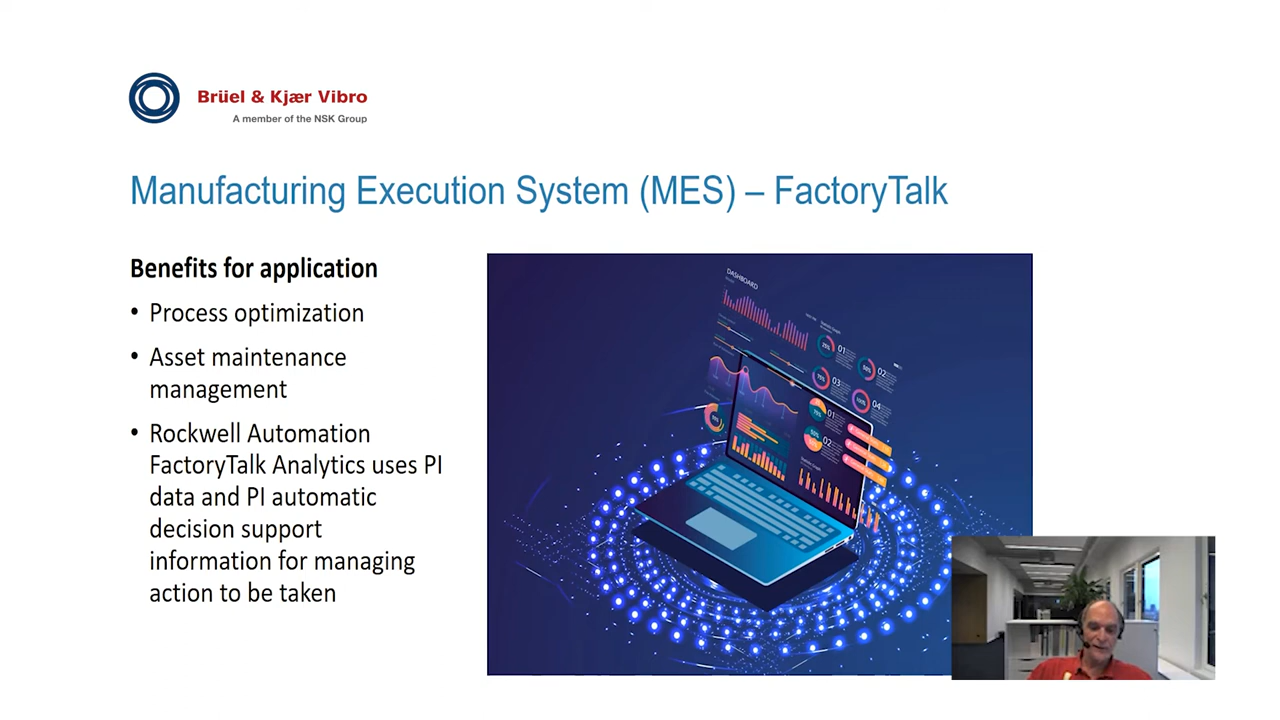 Brüel & Kjær Vibro
A member of the NSK Group
Manufacturing Execution System (MES) – FactoryTalk
Benefits for application
• Process optimization
• Asset maintenance
management
• Rockwell Automation
FactoryTalk Analytics uses PI
data and PI automatic
decision support
information for managing
action to be taken
DASHBOARD
01
02
03
04
01
02